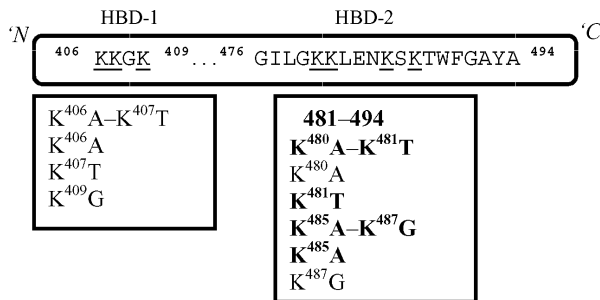 HBD-1 HBD-2
‘N ‘C
406 KKGK 409 ... 476 GILGKKLENKSKTWFGAYA 494
K⁴⁰⁶A–K⁴⁰⁷T
K⁴⁰⁶A
K⁴⁰⁷T
K⁴⁰⁹G
481–494
K⁴⁸⁰A–K⁴⁸¹T
K⁴⁸⁰A
K⁴⁸¹T
K⁴⁸⁵A–K⁴⁸⁷G
K⁴⁸⁵A
K⁴⁸⁷G